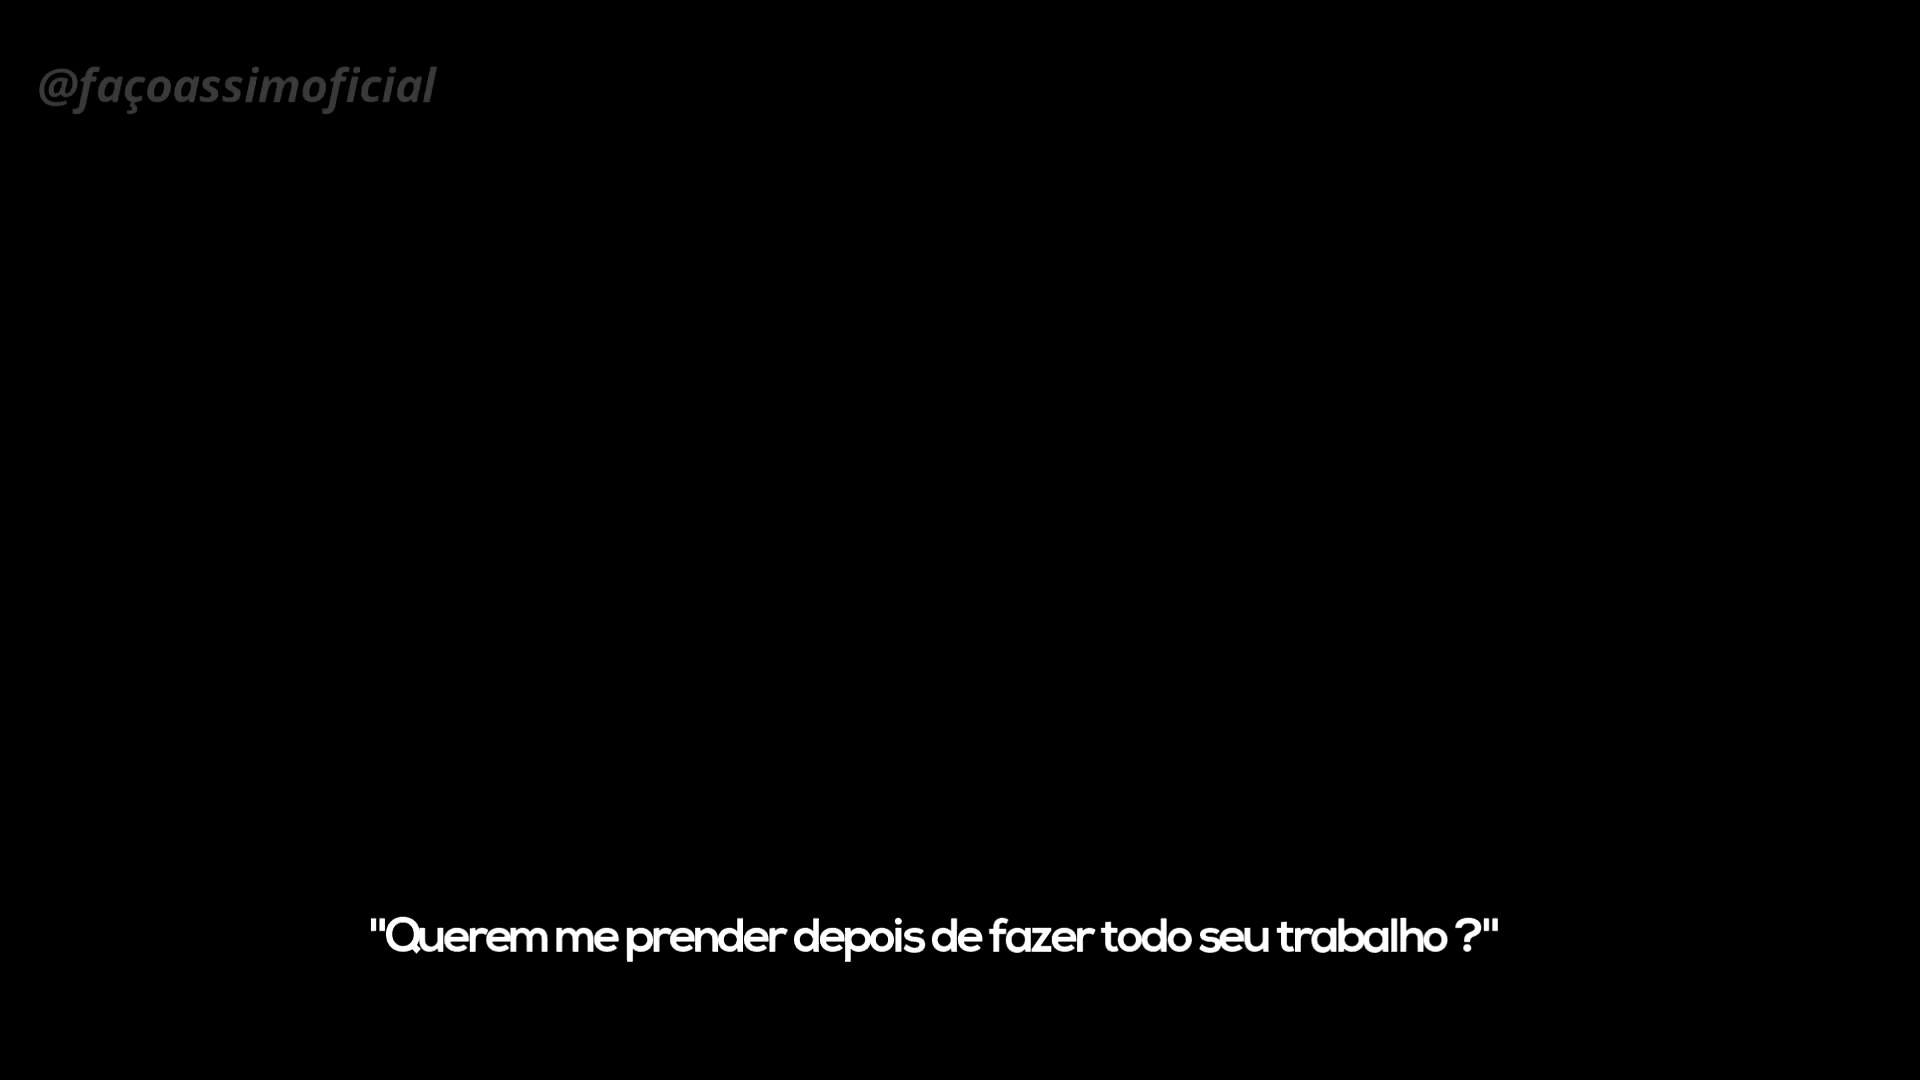 @façoassimoficial
"Querem me prender depois de fazer todo seu trabalho ?"